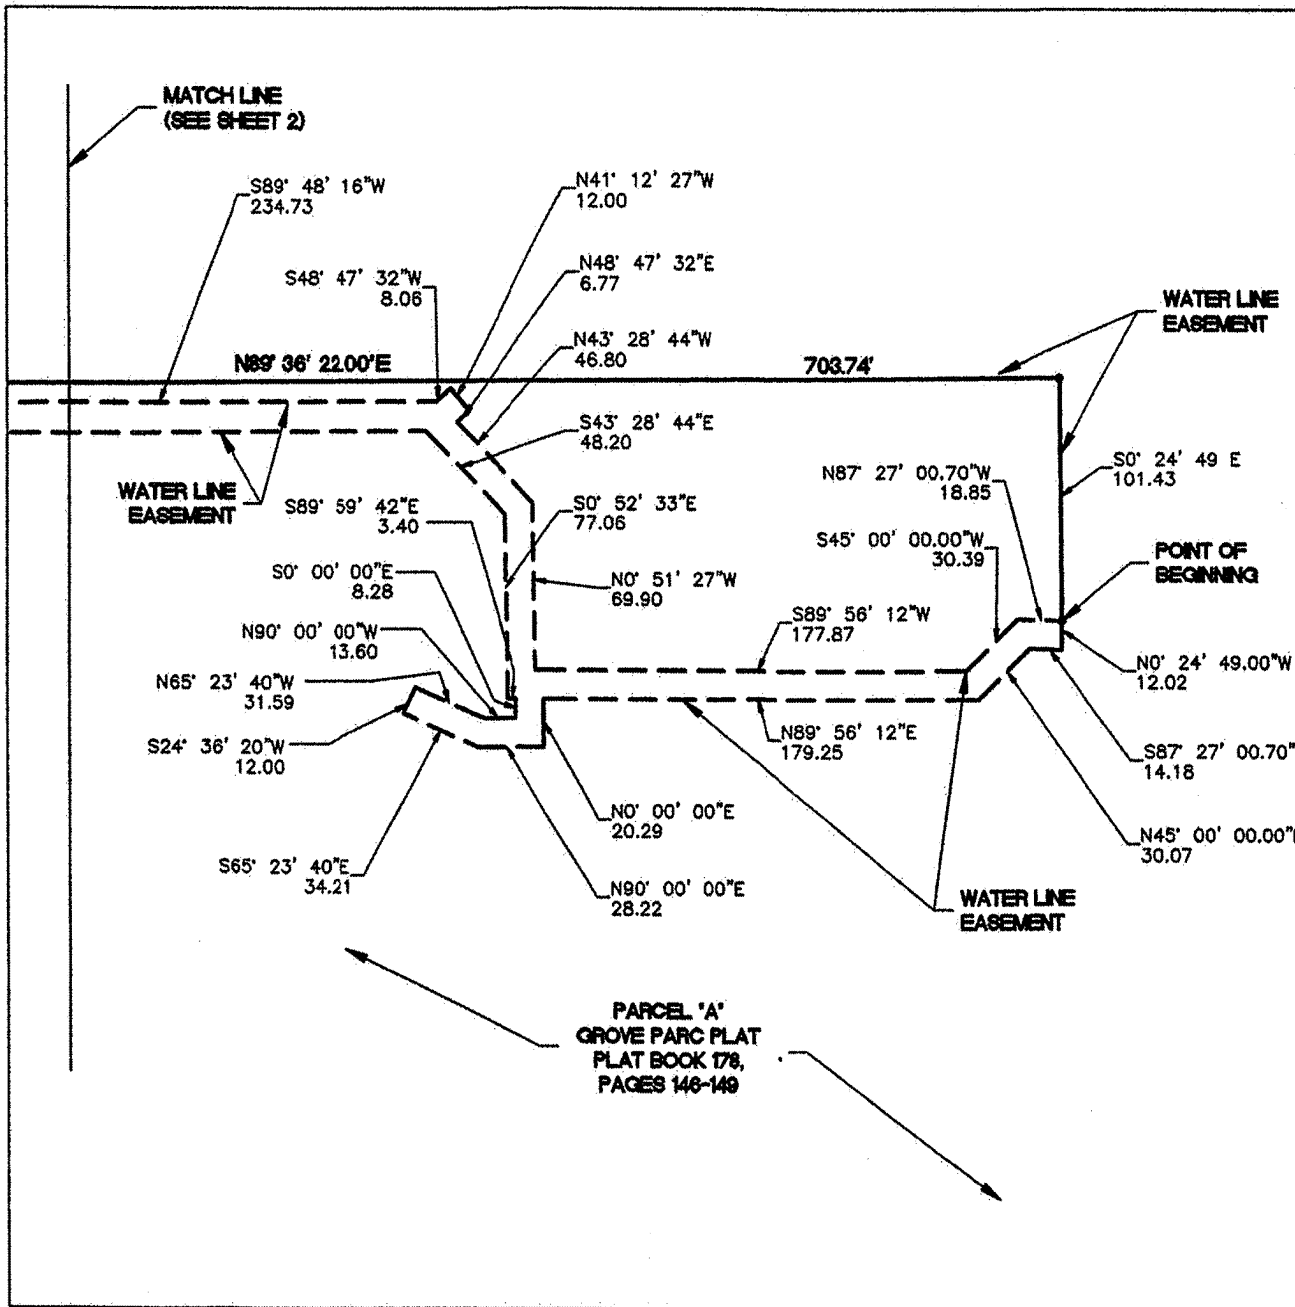 MATCH LINE
(SEE SHEET 2)
S89° 48' 16"W
234.73
N41° 12' 27"W
12.00
S48° 47' 32"W
8.06
N48° 47' 32"E
6.77
N43° 28' 44"W
46.80
WATER LINE
EASEMENT
N89° 36' 22.00'E
703.74'
S43° 28' 44"E
48.20
WATER LINE
EASEMENT
S89° 59' 42"E
3.40
S0° 52' 33"E
77.06
N87° 27' 00.70"W
18.85
S0° 24' 49 E
101.43
S45° 00' 00.00"W
30.39
POINT OF
BEGINNING
S0° 00' 00"E
8.28
N0° 51' 27"W
69.90
N90° 00' 00"W
13.60
S89° 56' 12"W
177.87
N0° 24' 49.00"W
12.02
N65° 23' 40"W
31.59
S24° 36' 20"W
12.00
N89° 56' 12"E
179.25
S87° 27' 00.70"
14.18
N0° 00' 00"E
20.29
N45° 00' 00.00"
30.07
S65° 23' 40"E
34.21
N90° 00' 00"E
28.22
WATER LINE
EASEMENT
PARCEL "A"
GROVE PARC PLAT
PLAT BOOK 178,
PAGES 146-149